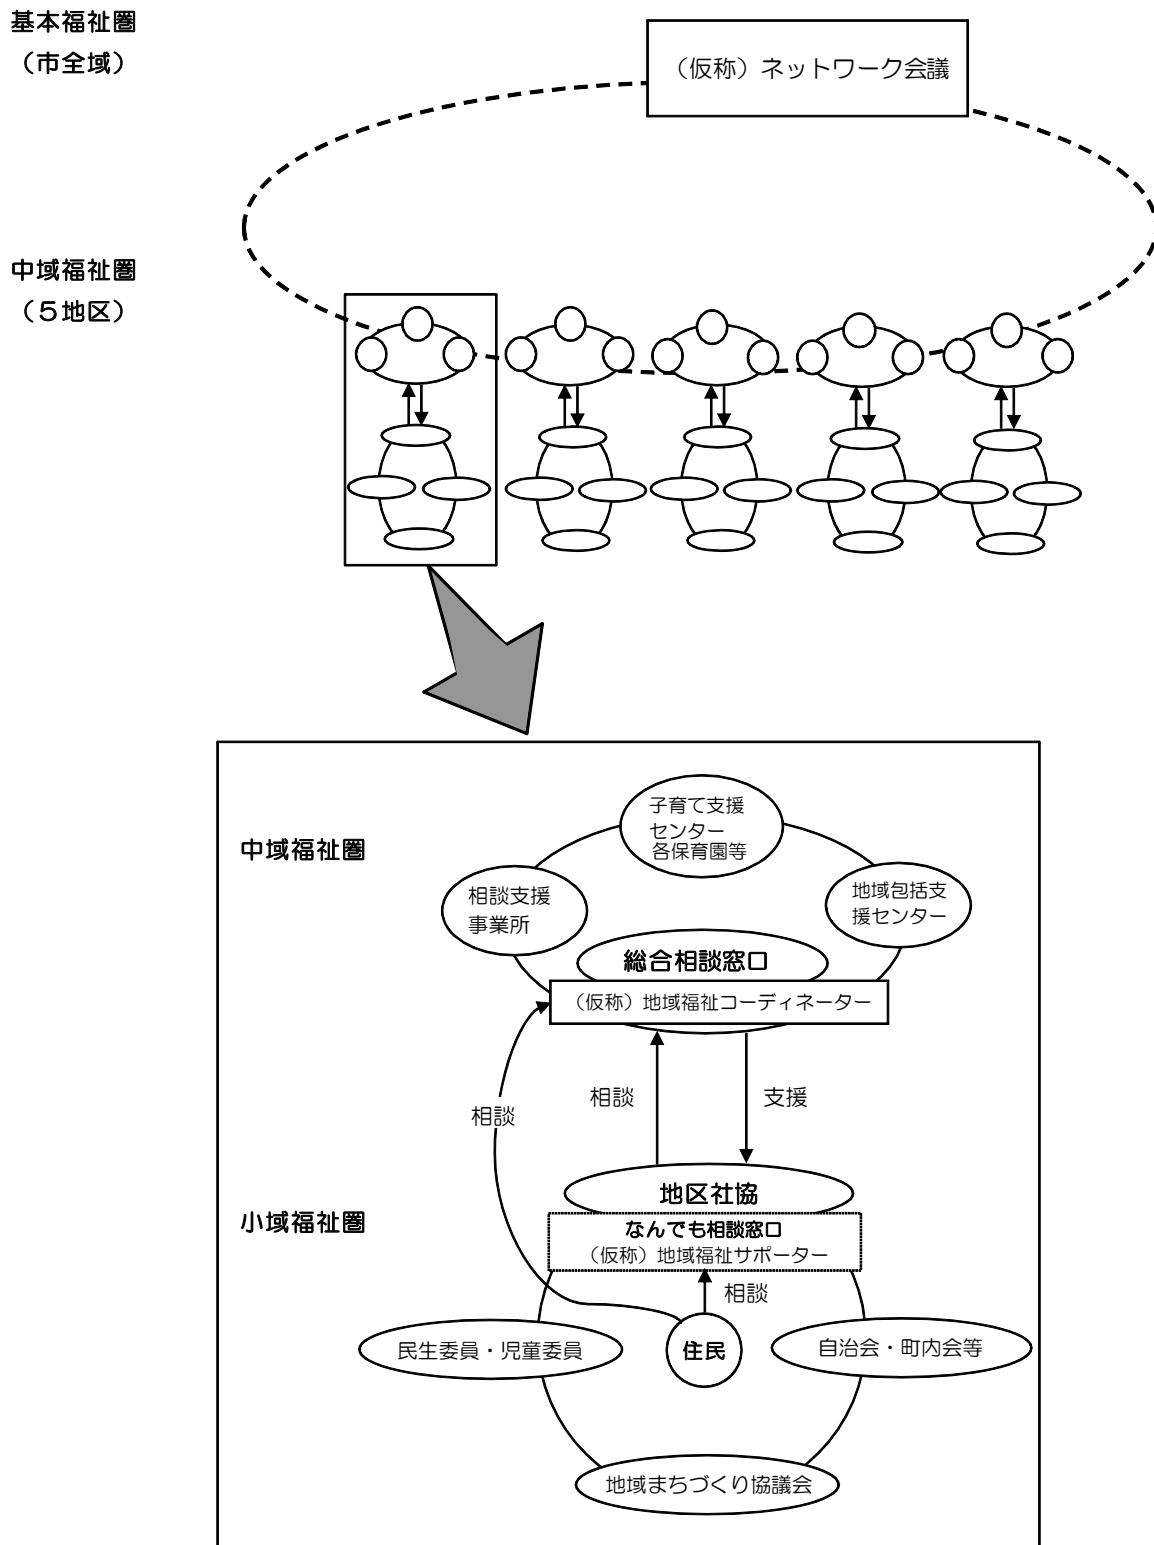 基本福祉圏
（市全域）
（仮称）ネットワーク会議
中域福祉圏
（５地区）
中域福祉圏
子育て支援
センター
各保育園等
相談支援
事業所
地域包括支
援センター
総合相談窓口
（仮称）地域福祉コーディネーター
相談
相談
支援
小域福祉圏
地区社協
なんでも相談窓口
（仮称）地域福祉サポーター
相談
民生委員・児童委員
住民
自治会・町内会等
地域まちづくり協議会